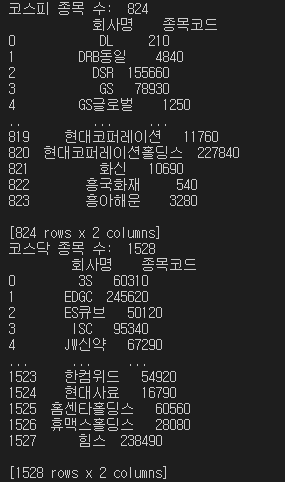 코스피 종목 수:  824
회사명    종목코드
0 DL 210
1 DRB동일 4840
2 DSR 155660
3 GS 78930
4 GS글로벌 1250
.. ... ...
819 현대코퍼레이션 11760
820 현대코퍼레이션홀딩스 227840
821 화신 10690
822 흥국화재 540
823 흥아해운 3280
[824 rows x 2 columns]
코스닥 종목 수:  1528
회사명    종목코드
0 3S 60310
1 EDGC 245620
2 ES큐브 50120
3 ISC 95340
4 JW신약 67290
... ... ...
1523 한컴위드 54920
1524 현대사료 16790
1525 홈센타홀딩스 60560
1526 휴맥스홀딩스 28080
1527 힘스 238490
[1528 rows x 2 columns]